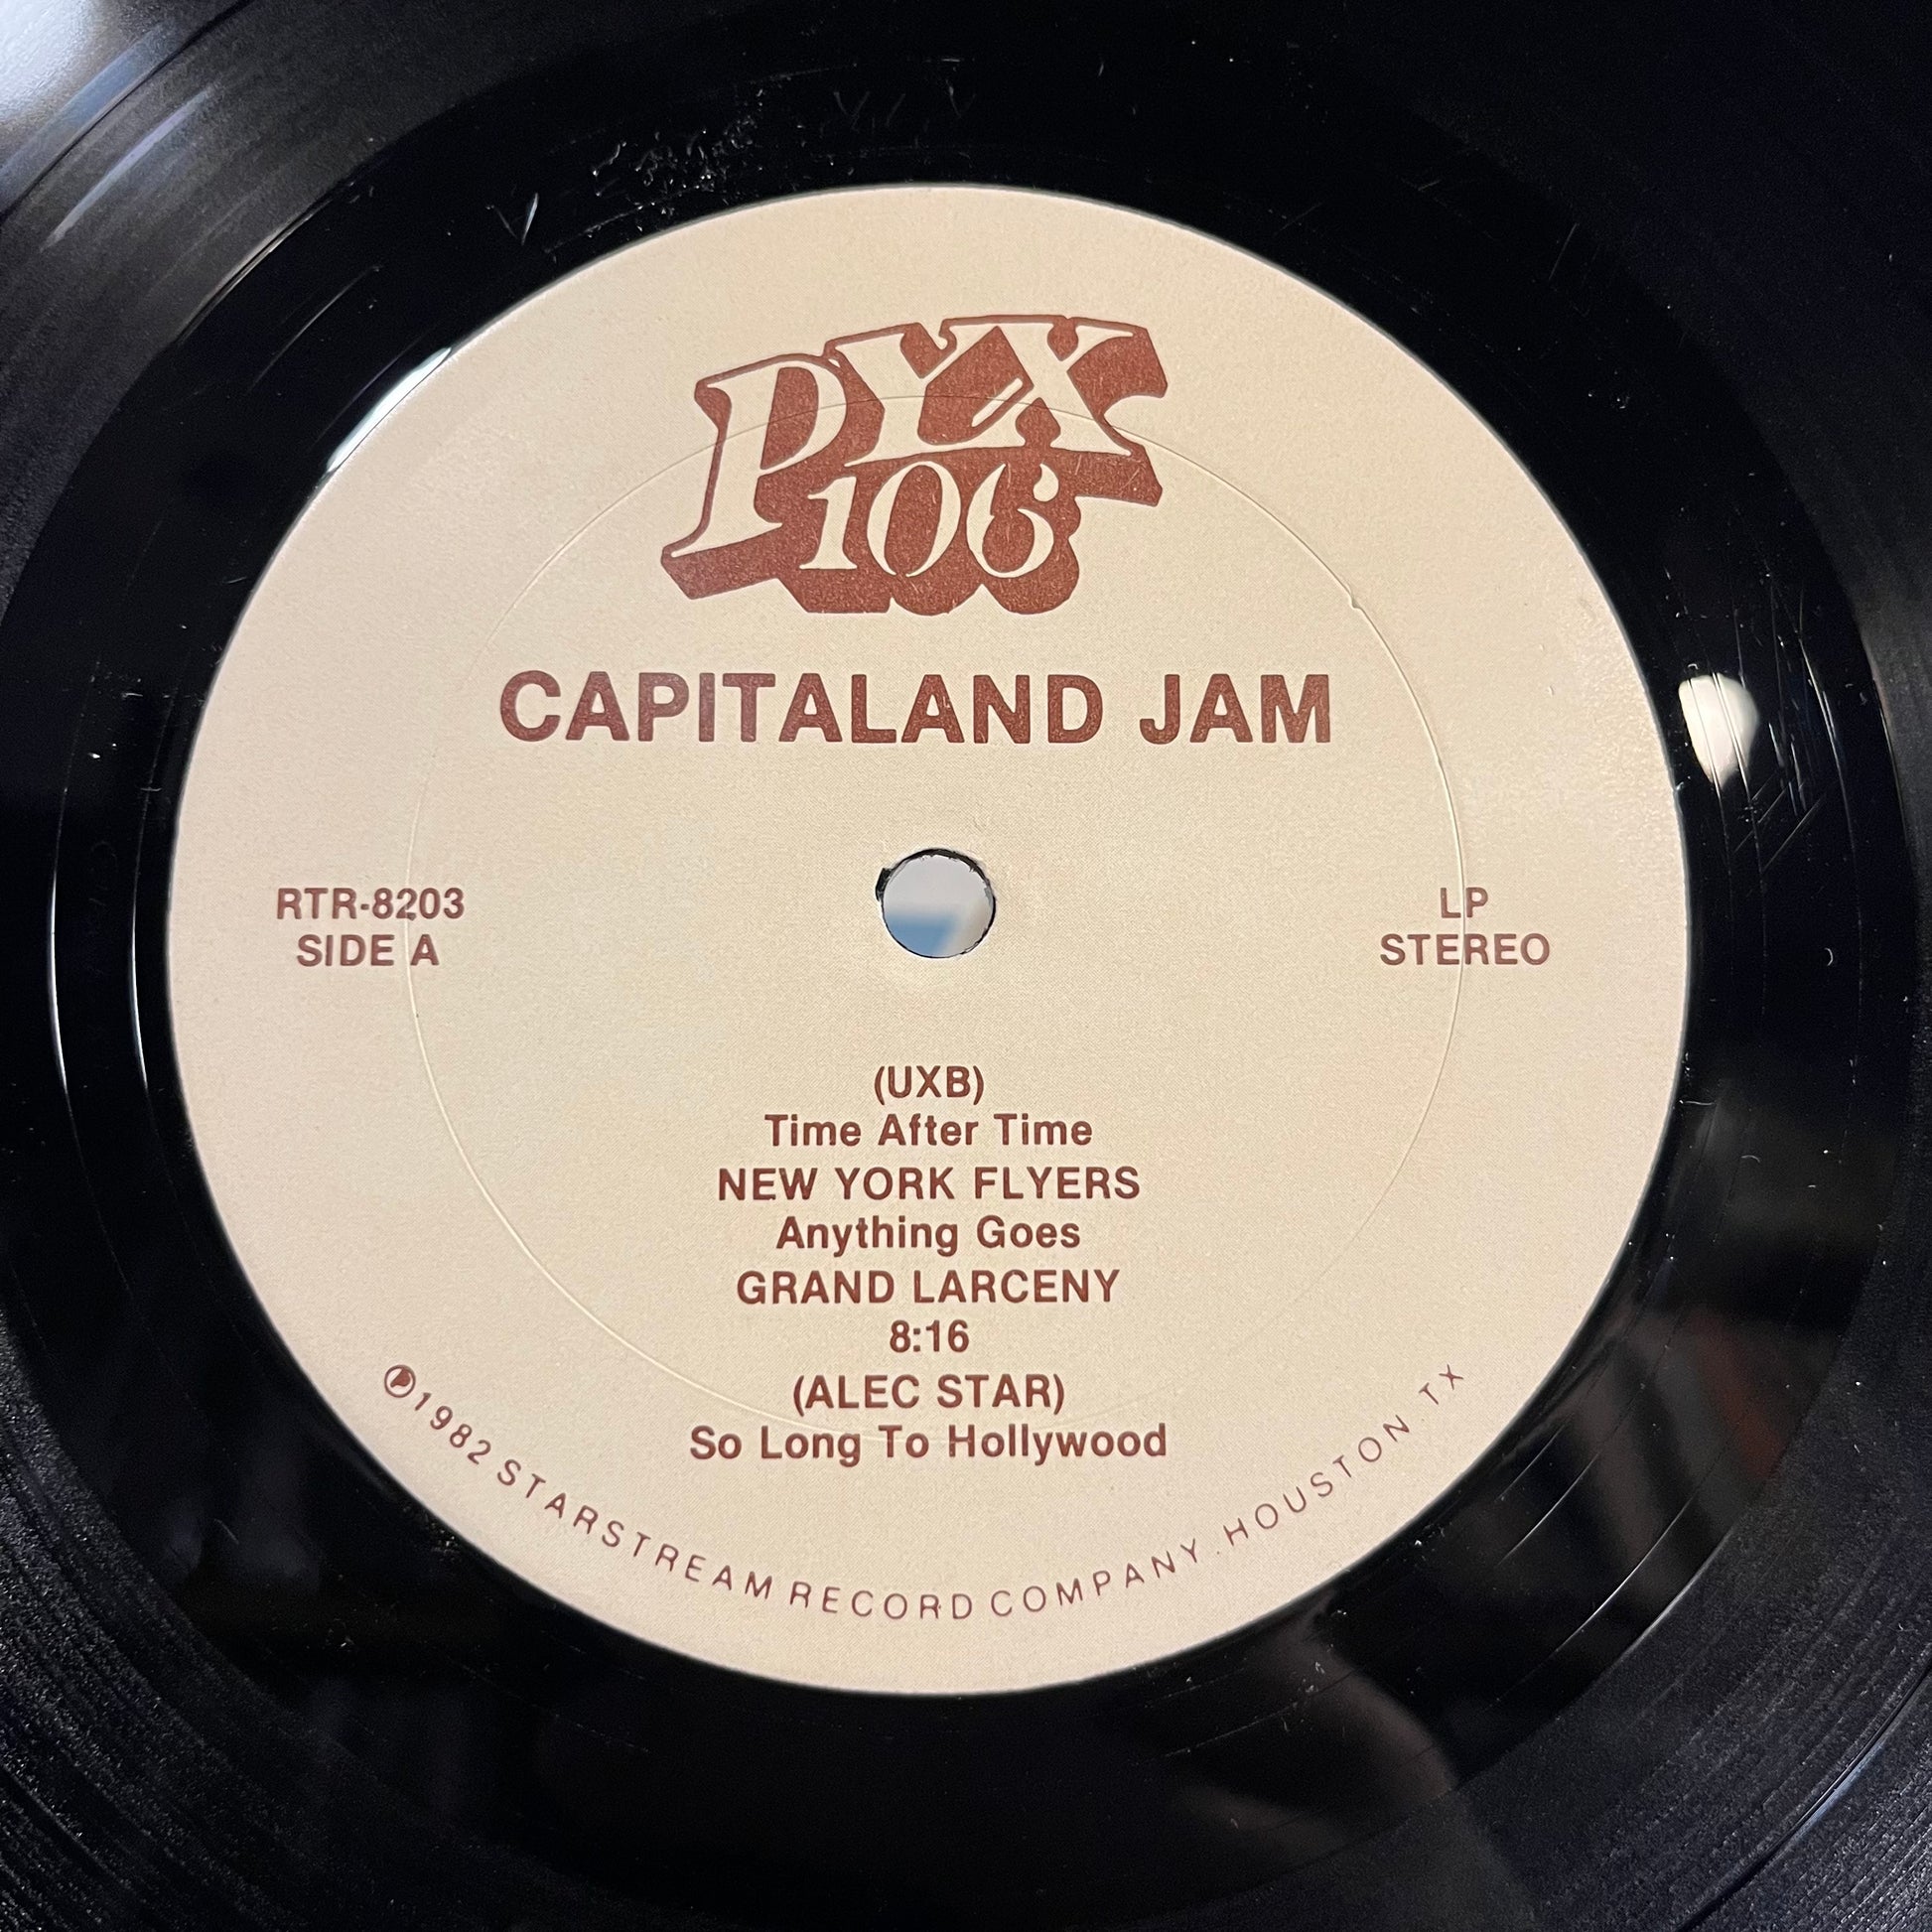 PYX
106
CAPITALAND JAM
RTR-8203
SIDE A
LP
STEREO
(UXB)
Time After Time
NEW YORK FLYERS
Anything Goes
GRAND LARCENY
8:16
(ALEC STAR)
So Long To Hollywood
℗1982 STARSTREAM RECORD COMPANY. HOUSTON. TX